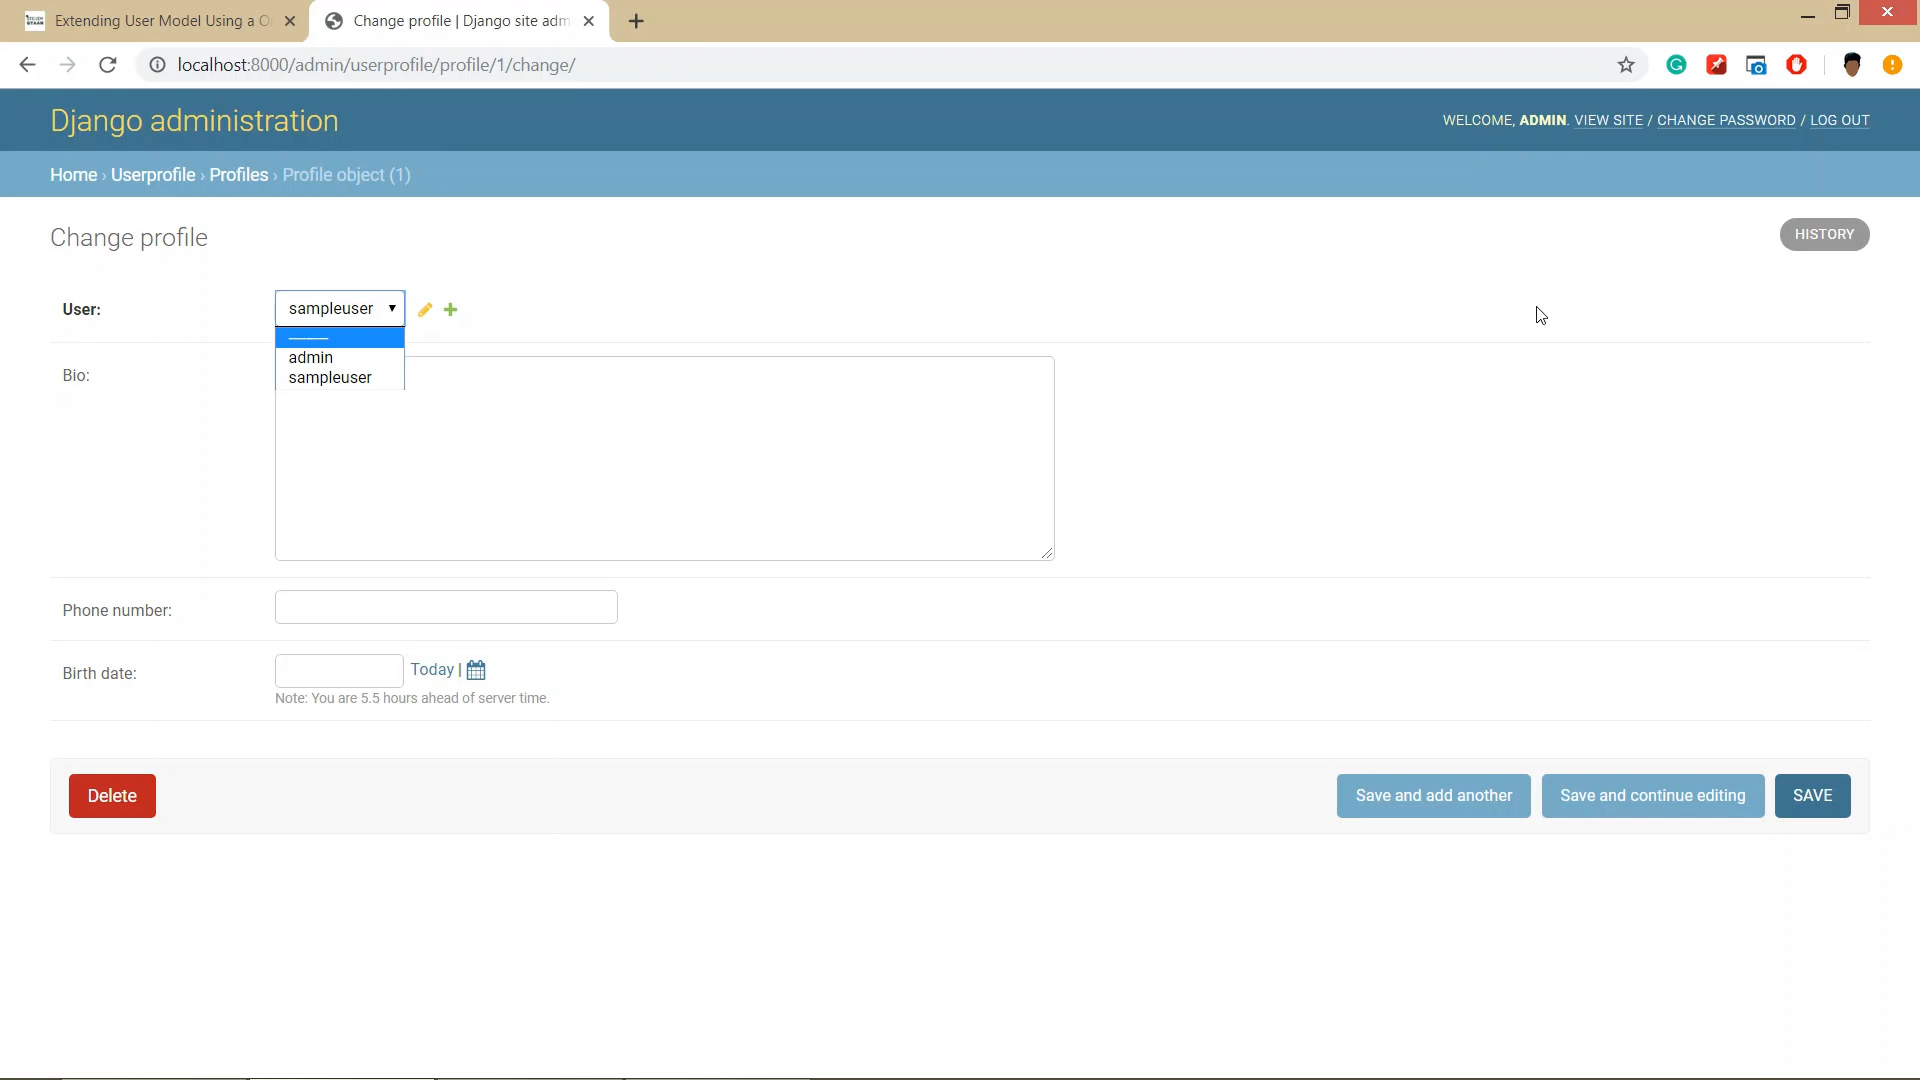 Extending User Model Using a O
Change profile | Django site adm
localhost:8000/admin/userprofile/profile/1/change/
Django administration
WELCOME, ADMIN. VIEW SITE / CHANGE PASSWORD / LOG OUT
Home › Userprofile › Profiles › Profile object (1)
Change profile
HISTORY
User:
sampleuser
---------
admin
sampleuser
Bio:
Phone number:
Birth date:
Today |
Note: You are 5.5 hours ahead of server time.
Delete
Save and add another
Save and continue editing
SAVE